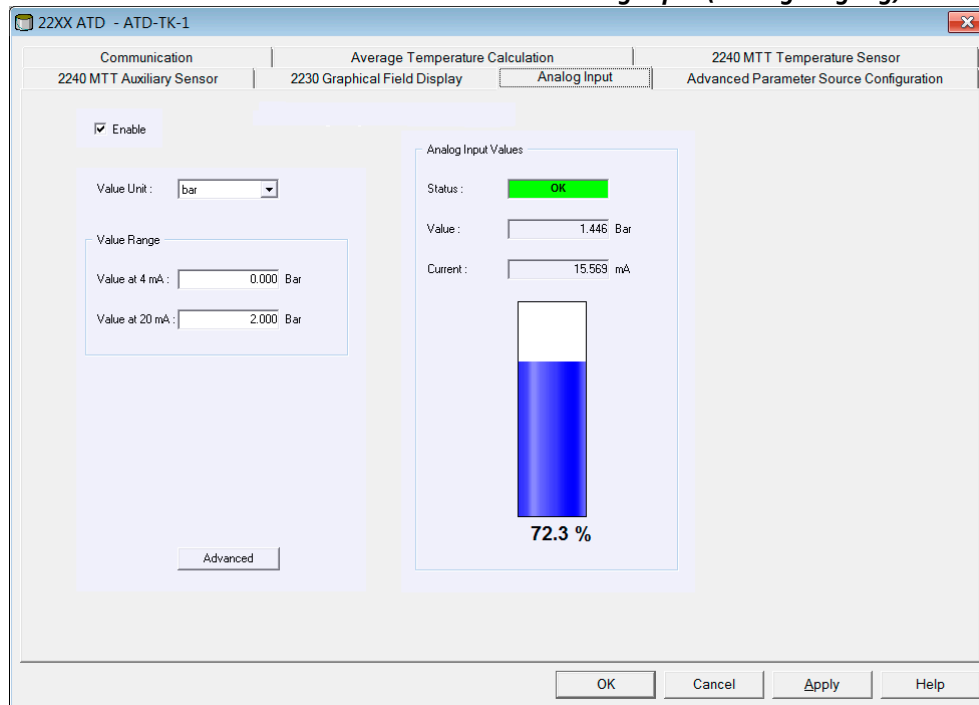 22XX ATD - ATD-TK-1
Communication Average Temperature Calculation 2240 MTT Temperature Sensor
2240 MTT Auxiliary Sensor 2230 Graphical Field Display Analog Input Advanced Parameter Source Configuration
Enable
Analog Input Values
Value Unit : bar
Status : OK
Value : 1.446 Bar
Value Range
Current : 15.569 mA
Value at 4 mA : 0.000 Bar
Value at 20 mA : 2.000 Bar
72.3 %
Advanced
OK Cancel Apply Help